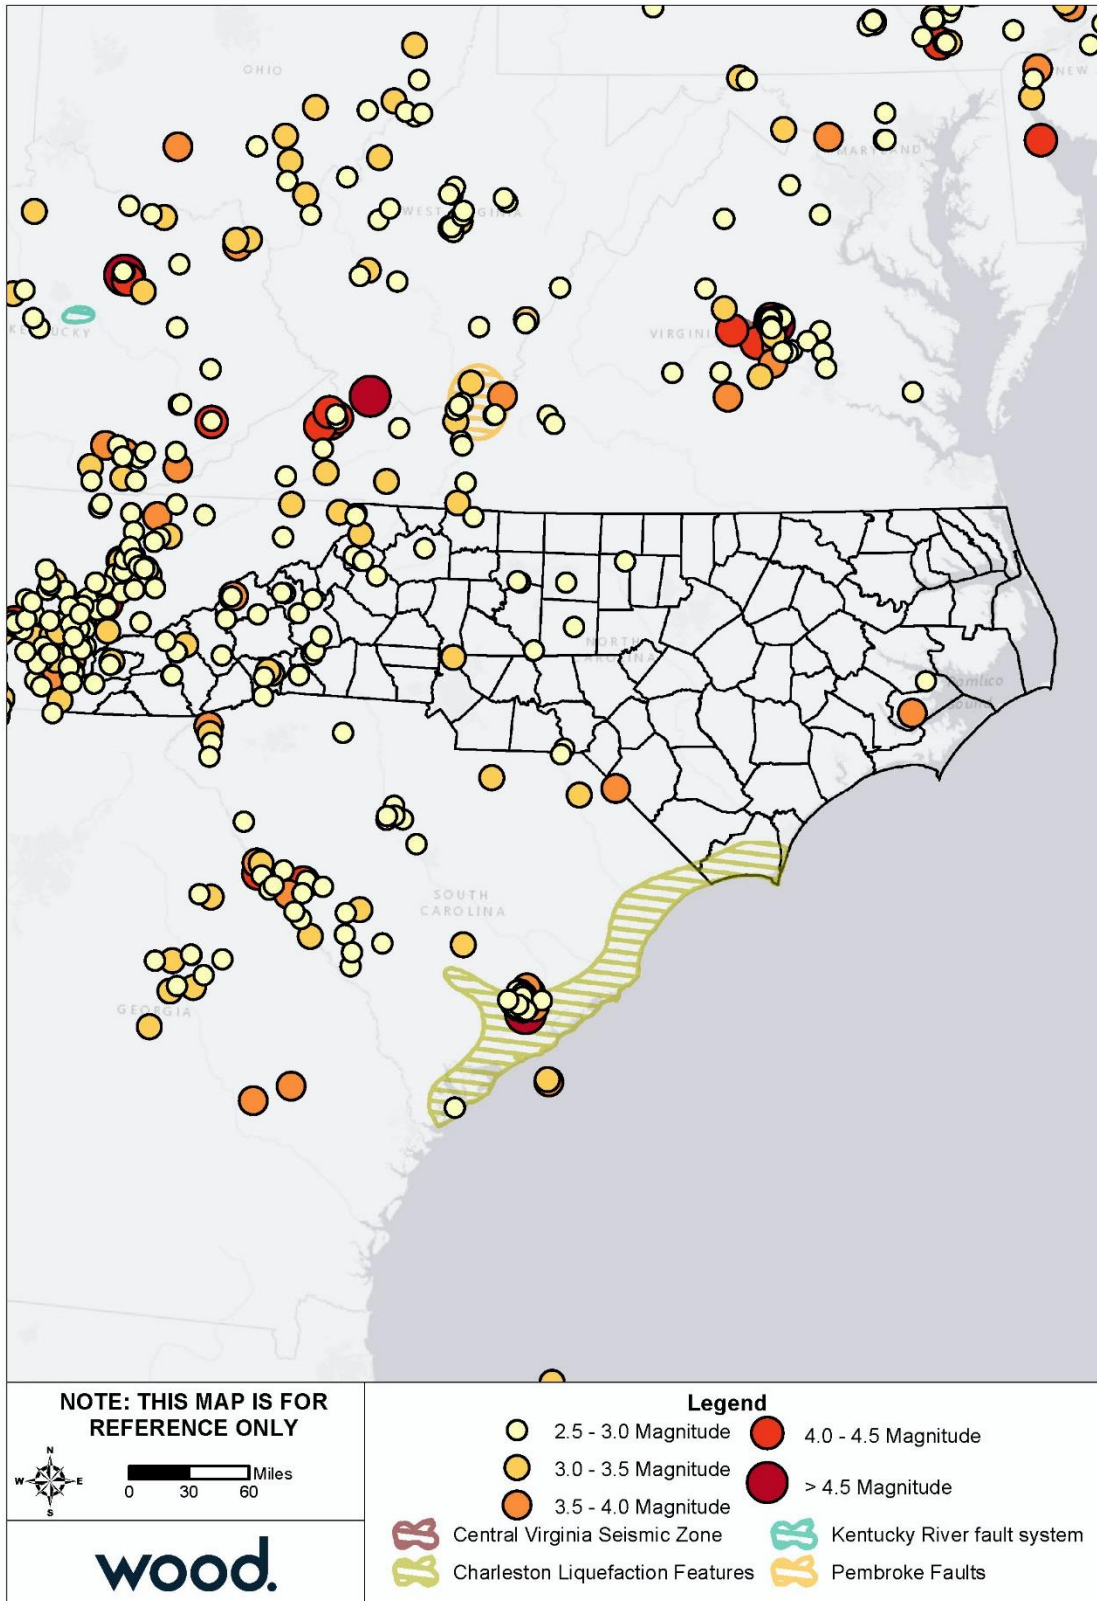 OHIO
NEW
MARYLAND
WEST VIRGINIA
KENTUCKY
VIRGINIA
NORTH
CAROLINA
Pamlico
Sound
SOUTH
CAROLINA
GEORGIA
NOTE: THIS MAP IS FOR
REFERENCE ONLY
N
W E
S
Miles
0 30 60
wood.
Legend
2.5 - 3.0 Magnitude
3.0 - 3.5 Magnitude
3.5 - 4.0 Magnitude
4.0 - 4.5 Magnitude
> 4.5 Magnitude
Central Virginia Seismic Zone
Charleston Liquefaction Features
Kentucky River fault system
Pembroke Faults